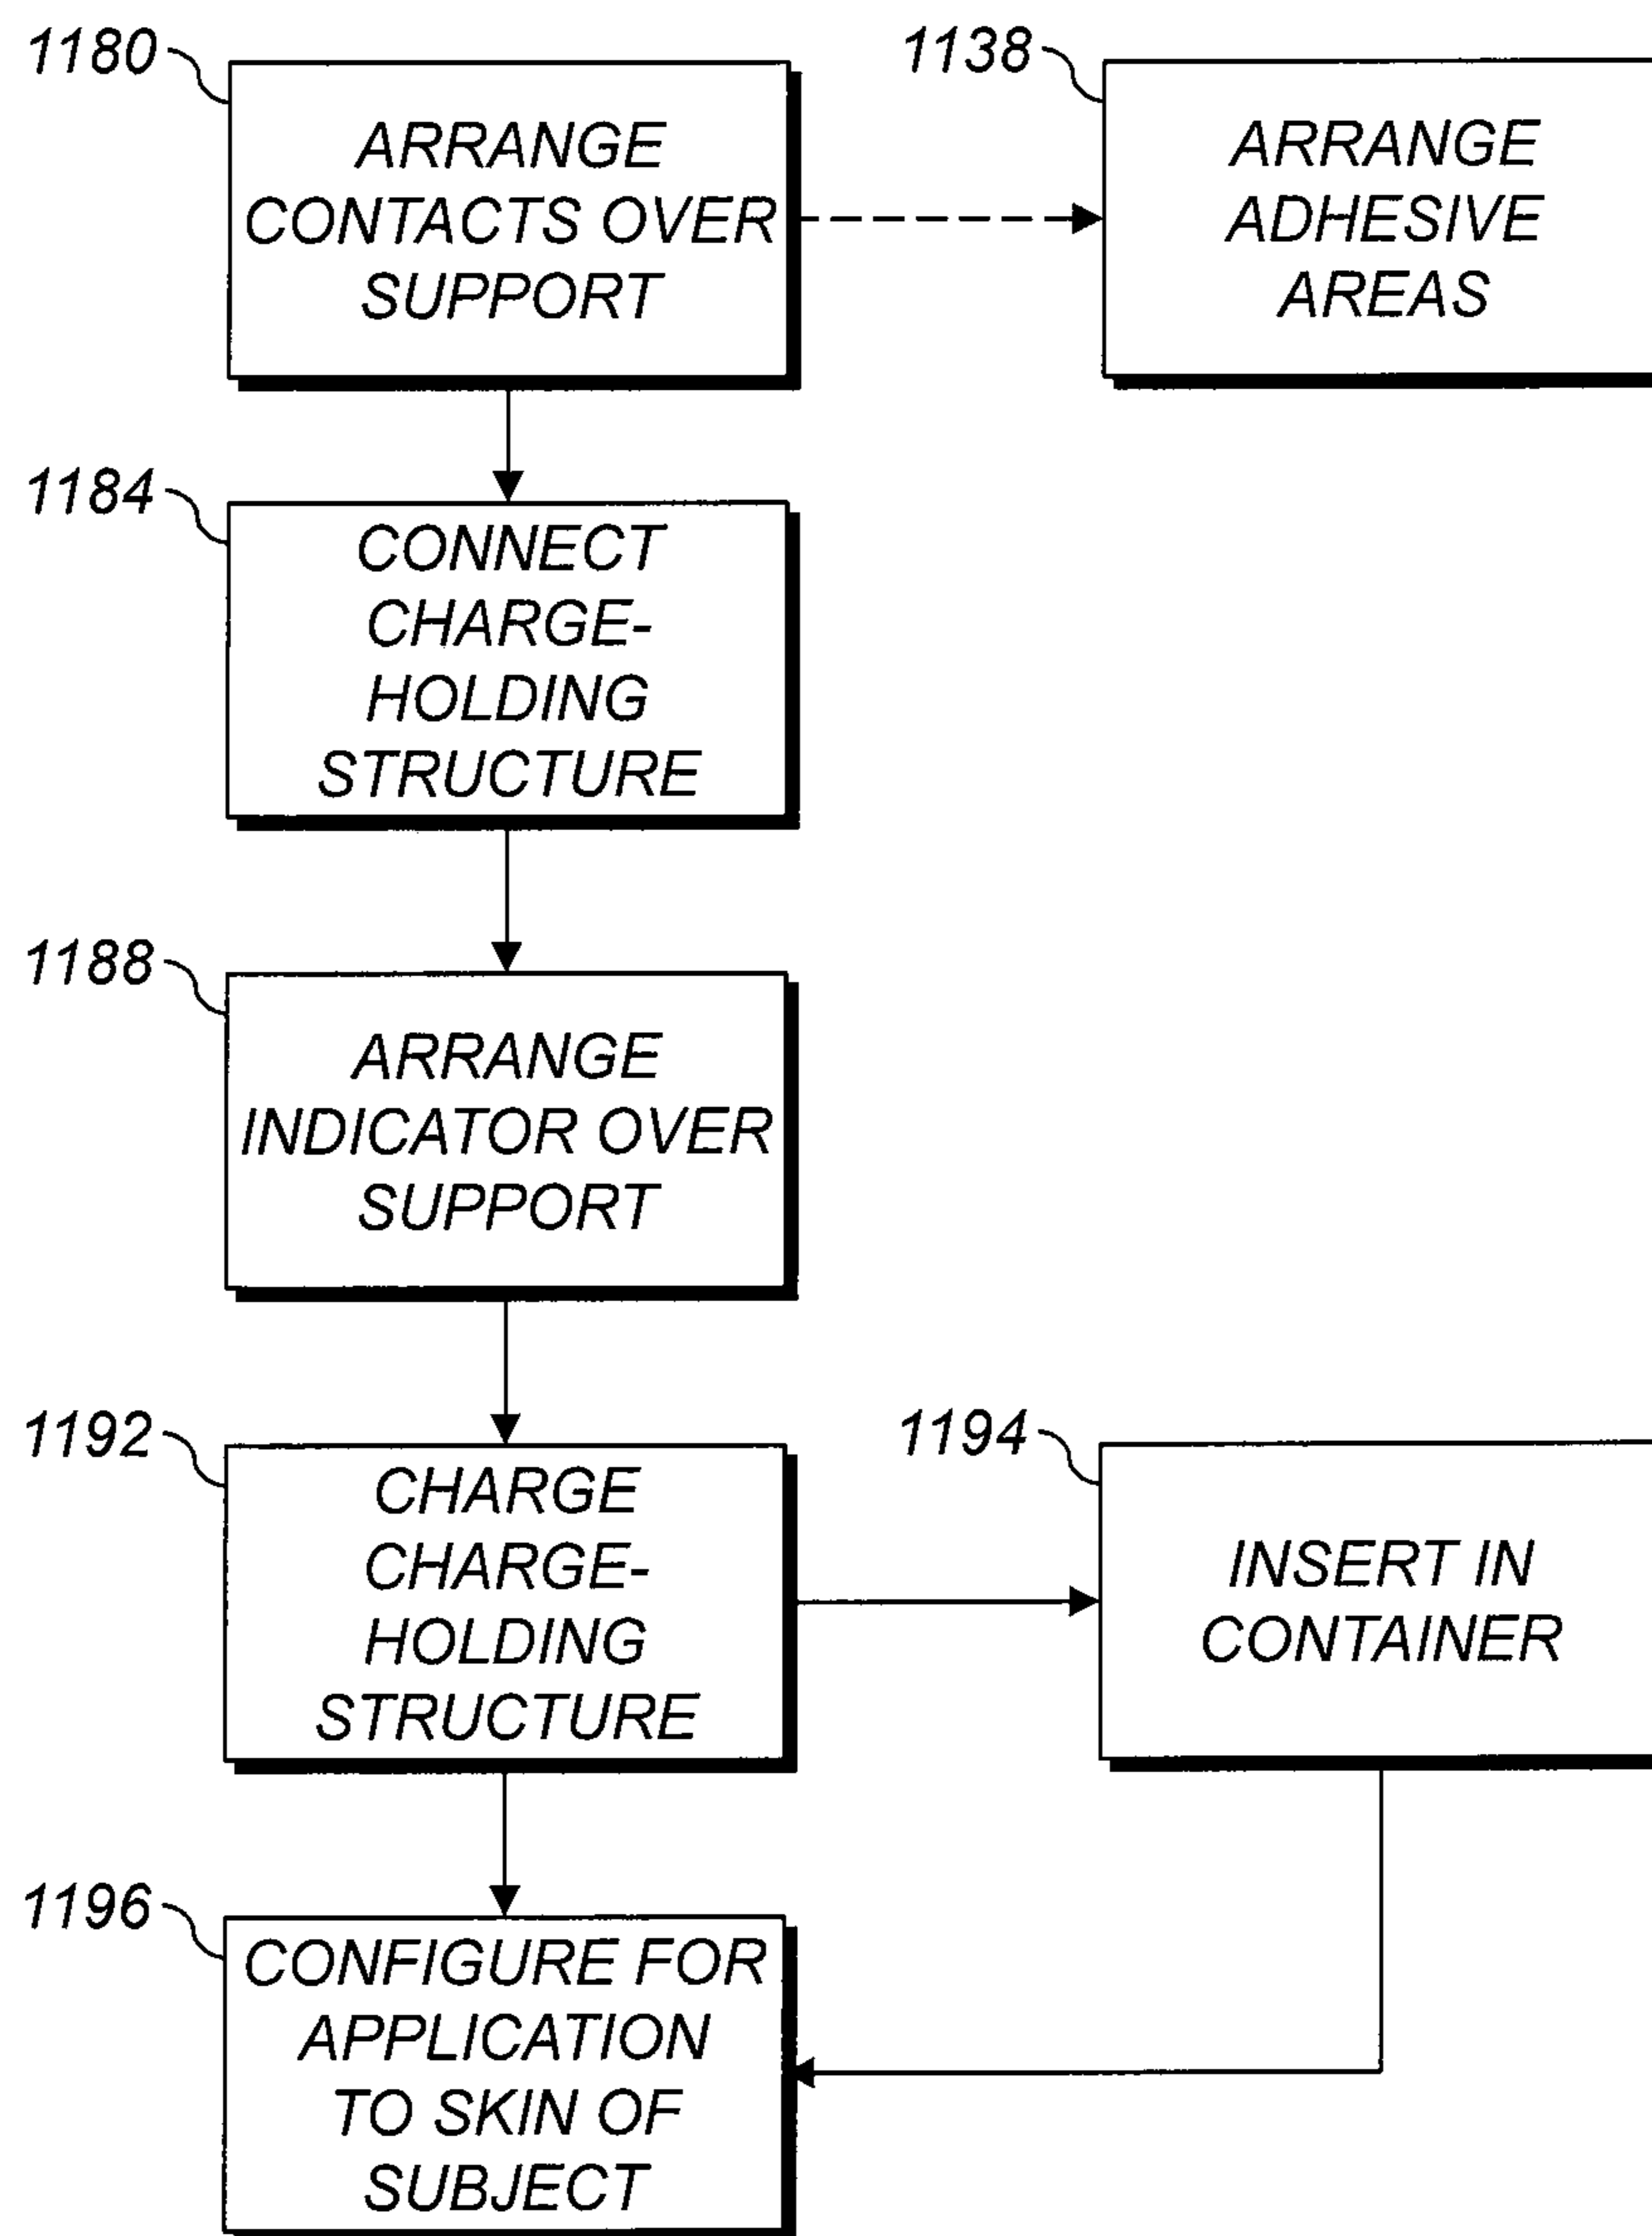 1180
ARRANGE
CONTACTS OVER
SUPPORT
1138
ARRANGE
ADHESIVE
AREAS
1184
CONNECT
CHARGE-
HOLDING
STRUCTURE
1188
ARRANGE
INDICATOR OVER
SUPPORT
1192
CHARGE
CHARGE-
HOLDING
STRUCTURE
1194
INSERT IN
CONTAINER
1196
CONFIGURE FOR
APPLICATION
TO SKIN OF
SUBJECT